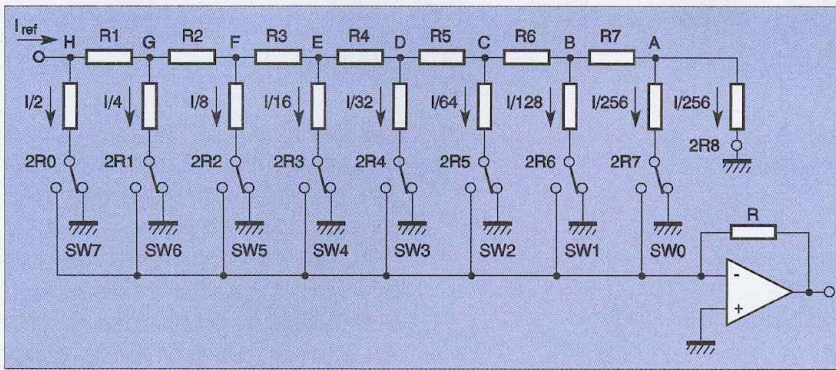 Iref
H R1 G R2 F R3 E R4 D R5 C R6 B R7 A
I/2 I/4 I/8 I/16 I/32 I/64 I/128 I/256 I/256
2R0 2R1 2R2 2R3 2R4 2R5 2R6 2R7 2R8
SW7 SW6 SW5 SW4 SW3 SW2 SW1 SW0 R
-
+